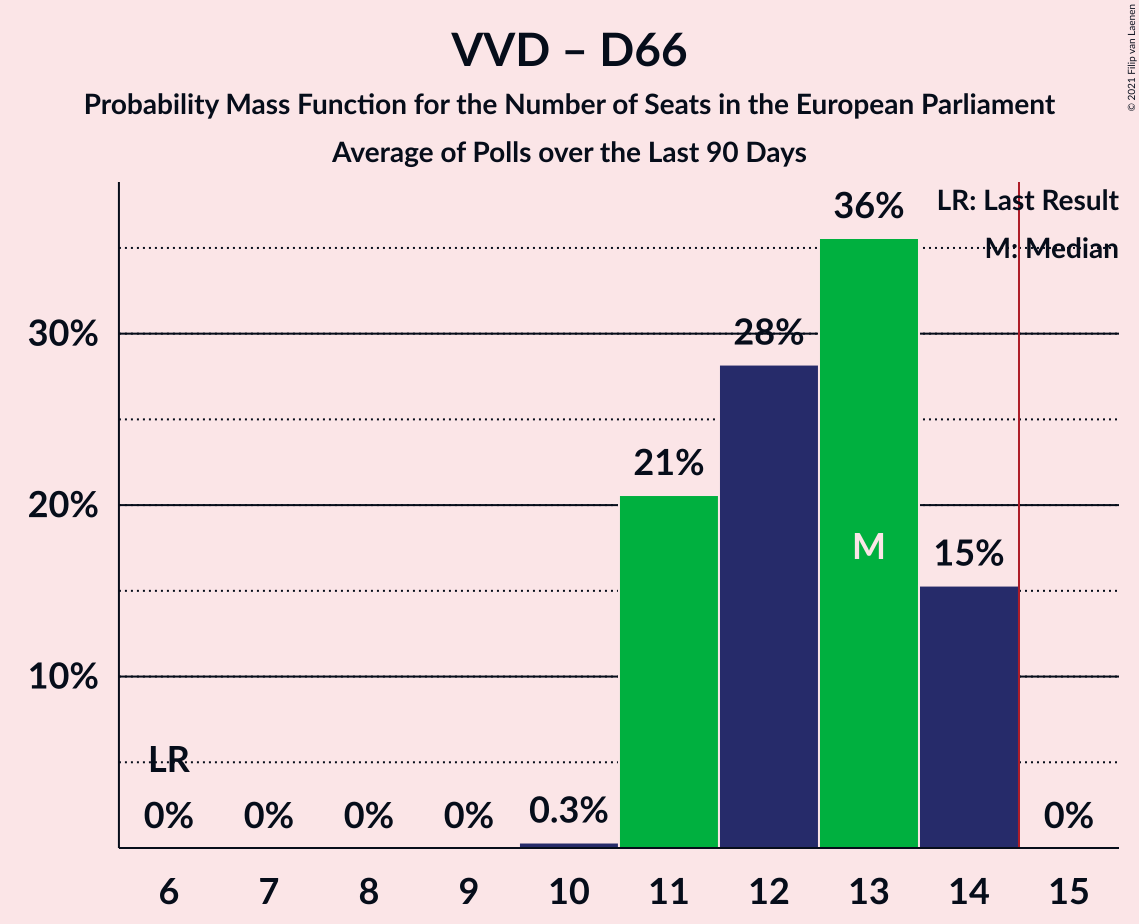 VVD – D66
Probability Mass Function for the Number of Seats in the European Parliament
Average of Polls over the Last 90 Days
© 2021 Filip van Laenen
LR: Last Result
M: Median
36%
30%
28%
21%
20%
M
15%
10%
LR
0%
0%
0%
0%
0.3%
0%
6 7 8 9 10 11 12 13 14 15